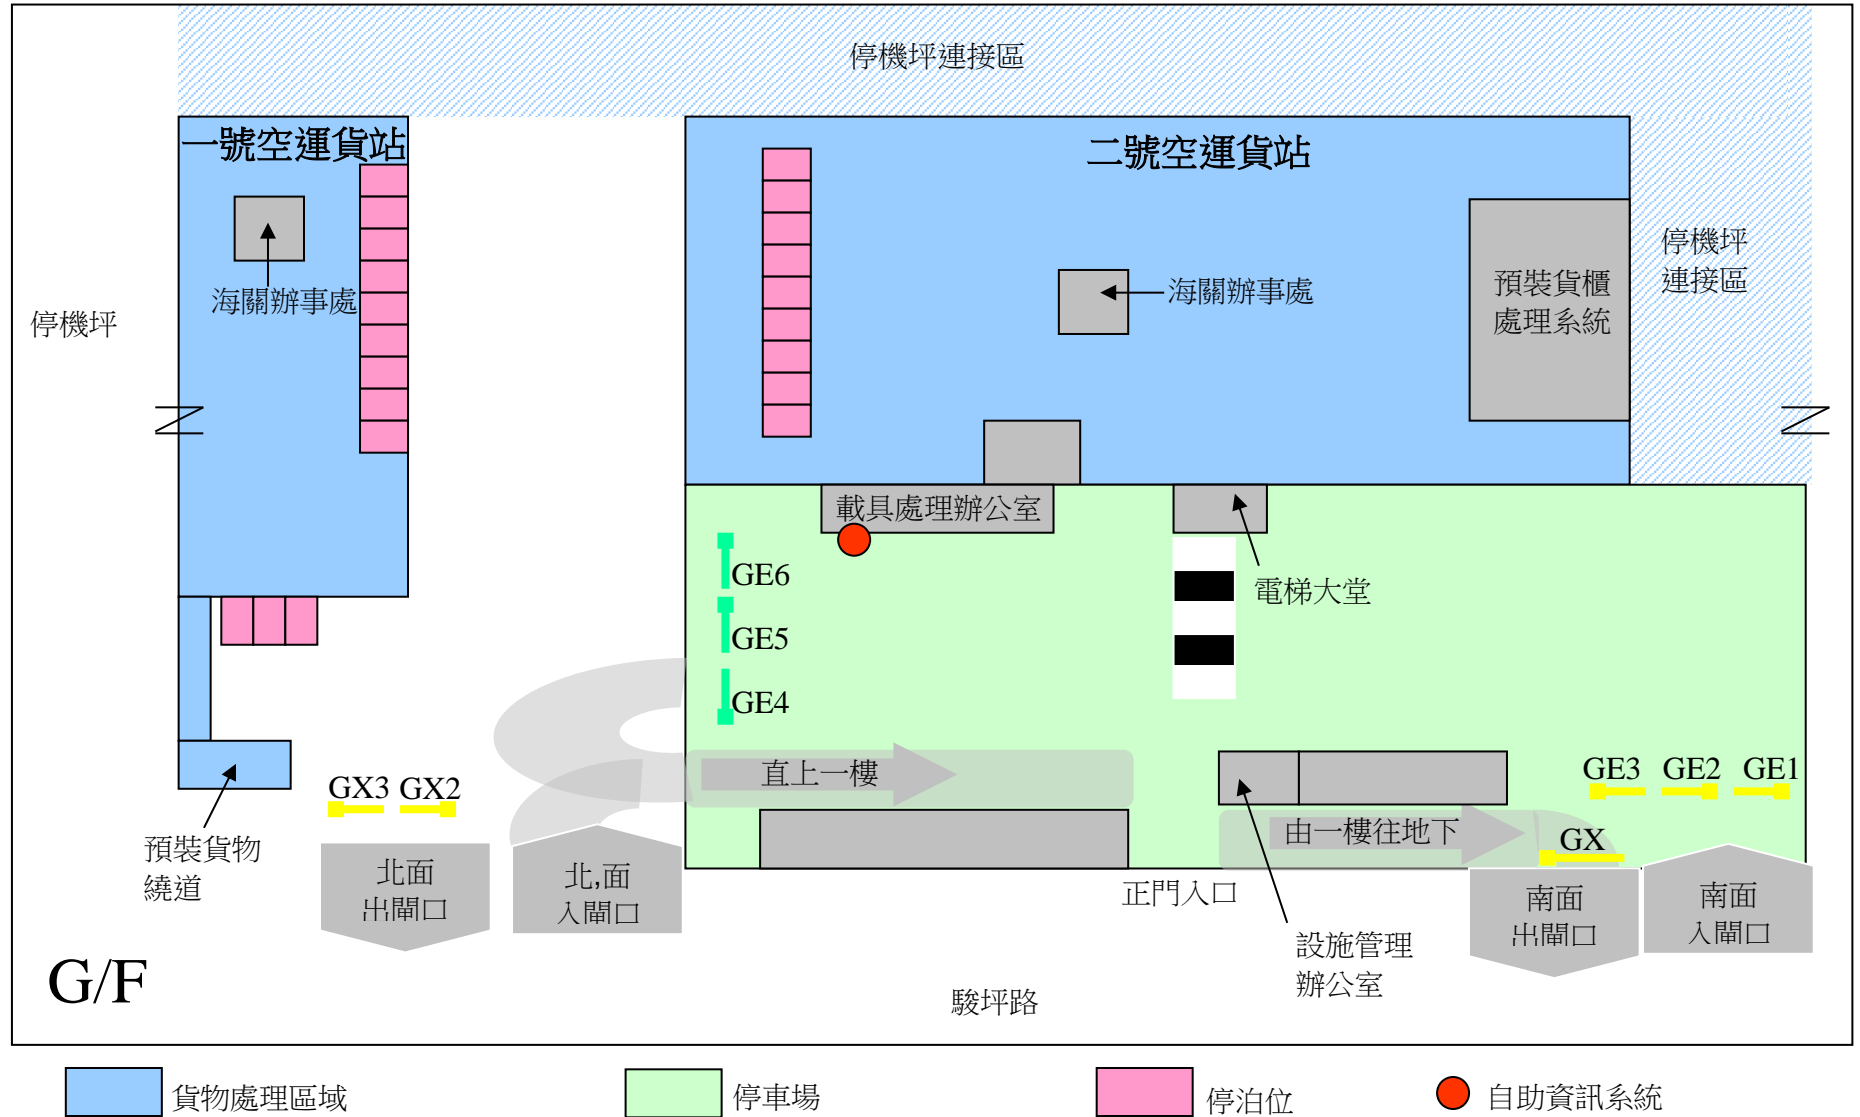 停機坪連接區
一號空運貨站
二號空運貨站
海關辦事處
海關辦事處
預裝貨櫃
處理系統
停機坪
連接區
停機坪
載具處理辦公室
電梯大堂
GE6
GE5
GE4
直上一樓
GE3
GE2
GE1
GX3
GX2
由一樓往地下
GX
預裝貨物
繞道
北面
出閘口
北,面
入閘口
正門入口
南面
出閘口
南面
入閘口
設施管理
辦公室
G/F
駿坪路
貨物處理區域
停車場
停泊位
自助資訊系統